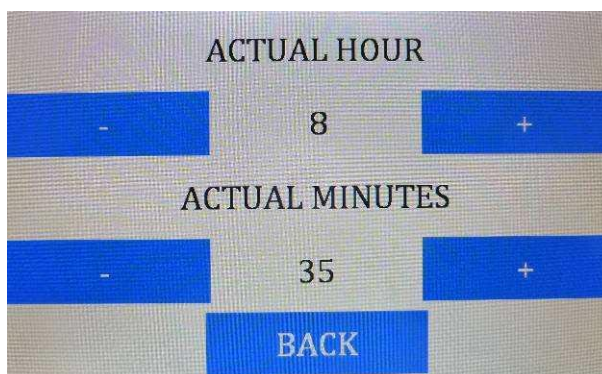 ACTUAL HOUR
- 8 +
ACTUAL MINUTES
- 35 +
BACK